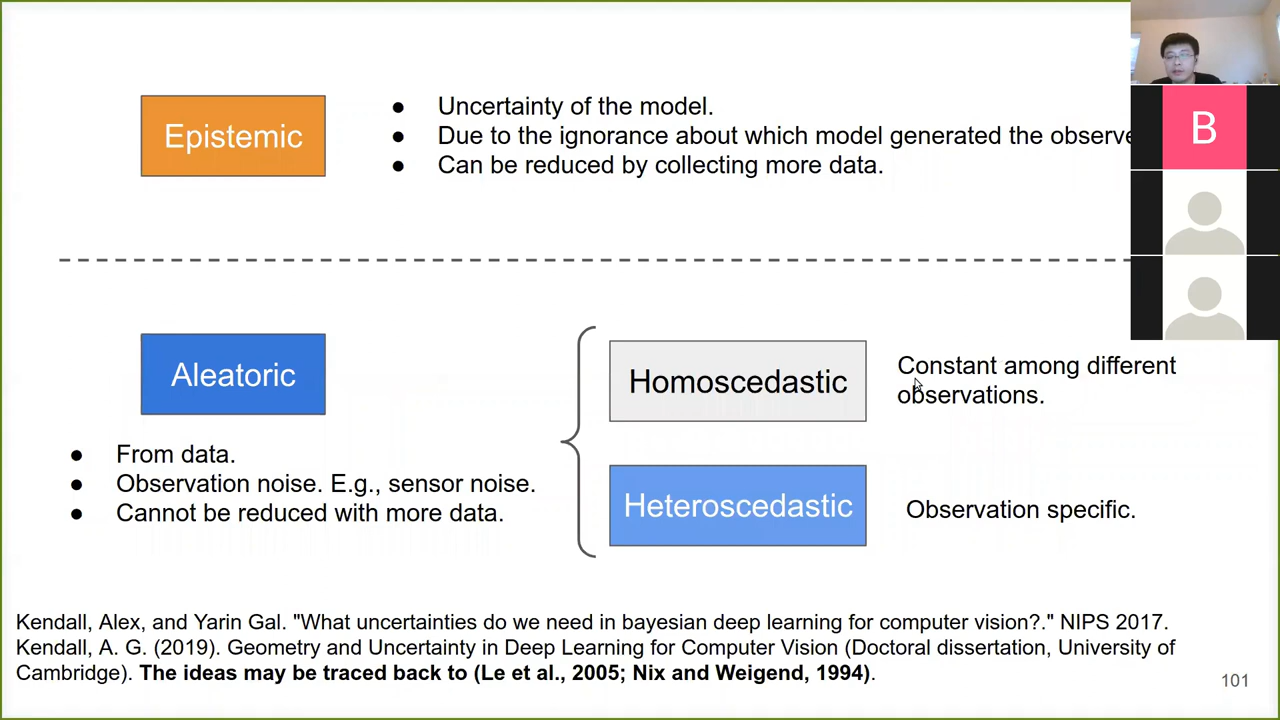 Epistemic
● Uncertainty of the model.
● Due to the ignorance about which model generated the
● Can be reduced by collecting more data.
B
Aleatoric
● From data.
● Observation noise. E.g., sensor noise.
● Cannot be reduced with more data.
Homoscedastic
Constant among different
observations.
Heteroscedastic
Observation specific.
Kendall, Alex, and Yarin Gal. "What uncertainties do we need in bayesian deep learning for computer vision?." NIPS 2017.
Kendall, A. G. (2019). Geometry and Uncertainty in Deep Learning for Computer Vision (Doctoral dissertation, University of
Cambridge). The ideas may be traced back to (Le et al., 2005; Nix and Weigend, 1994).
101